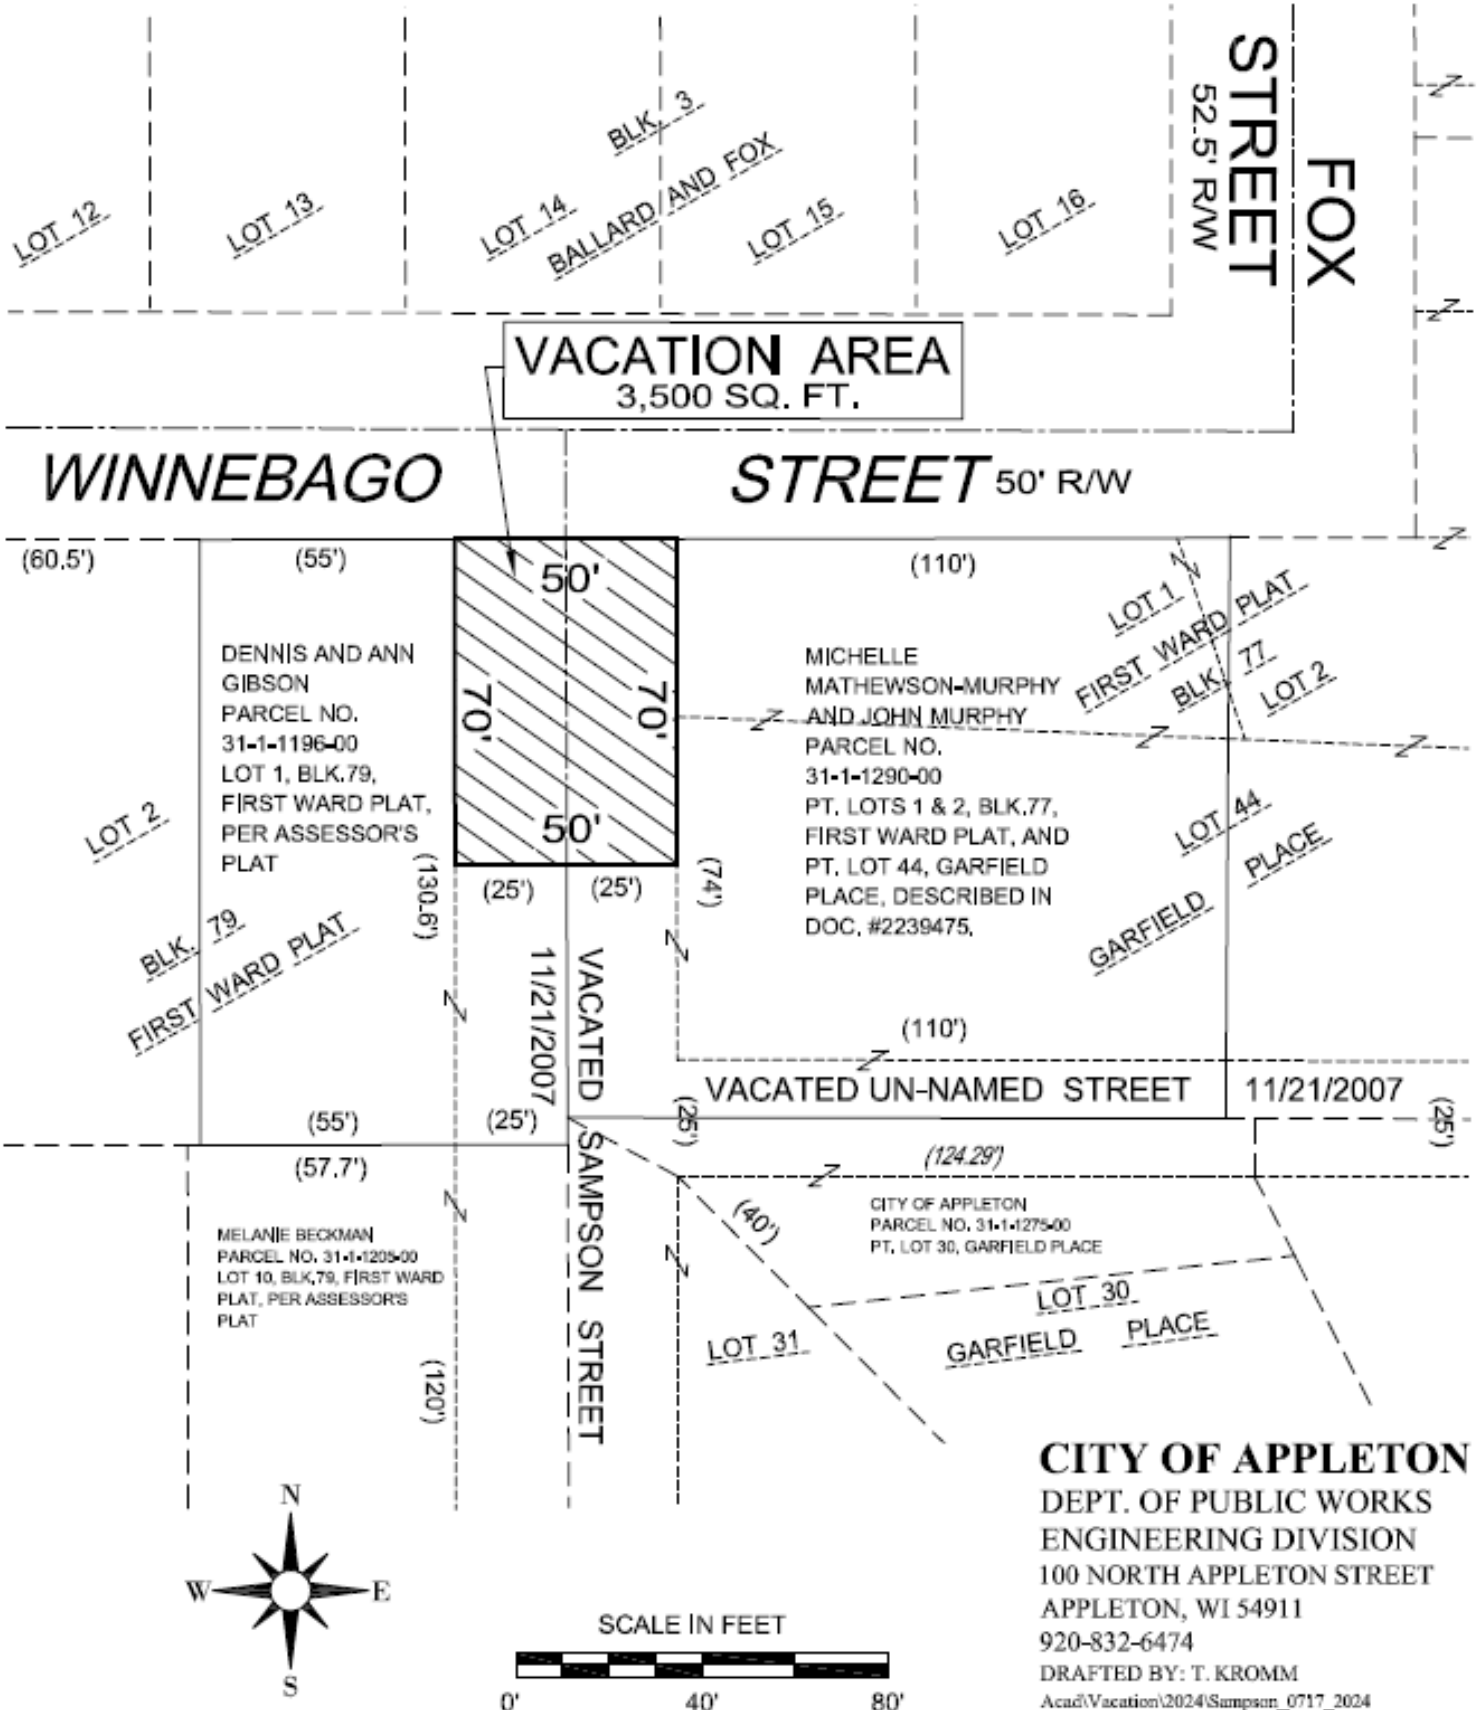 STREET
52.5' R/W
FOX
BLK. 3
BALLARD AND FOX
LOT 12
LOT 13
LOT 14
LOT 15
LOT 16
VACATION AREA
3,500 SQ. FT.
WINNEBAGO
STREET 50' R/W
(60.5')
(55')
50'
(110')
70'
70'
50'
LOT 1
FIRST WARD PLAT
BLK. 77
LOT 2
DENNIS AND ANN
GIBSON
PARCEL NO.
31-1-1196-00
LOT 1, BLK.79,
FIRST WARD PLAT,
PER ASSESSOR'S
PLAT
MICHELLE
MATHEWSON-MURPHY
AND JOHN MURPHY
PARCEL NO.
31-1-1290-00
PT. LOTS 1 & 2, BLK.77,
FIRST WARD PLAT, AND
PT. LOT 44, GARFIELD
PLACE, DESCRIBED IN
DOC. #2239475.
LOT 2
LOT 44
GARFIELD PLACE
(130.6')
(25')
(25')
(74')
BLK. 79
FIRST WARD PLAT
VACATED SAMPSON STREET
11/21/2007
(110')
VACATED UN-NAMED STREET 11/21/2007
(55')
(25')
(25')
(25')
(57.7')
(124.29')
(40')
MELANIE BECKMAN
PARCEL NO. 31-1-1205-00
LOT 10, BLK.79, FIRST WARD
PLAT, PER ASSESSOR'S
PLAT
CITY OF APPLETON
PARCEL NO. 31-1-1275-00
PT. LOT 30, GARFIELD PLACE
LOT 30
GARFIELD PLACE
LOT 31
(120')
N
W
E
S
SCALE IN FEET
0'
40'
80'
CITY OF APPLETON
DEPT. OF PUBLIC WORKS
ENGINEERING DIVISION
100 NORTH APPLETON STREET
APPLETON, WI 54911
920-832-6474
DRAFTED BY: T. KROMM
Acad\Vacation\2024\Sampson_0717_2024